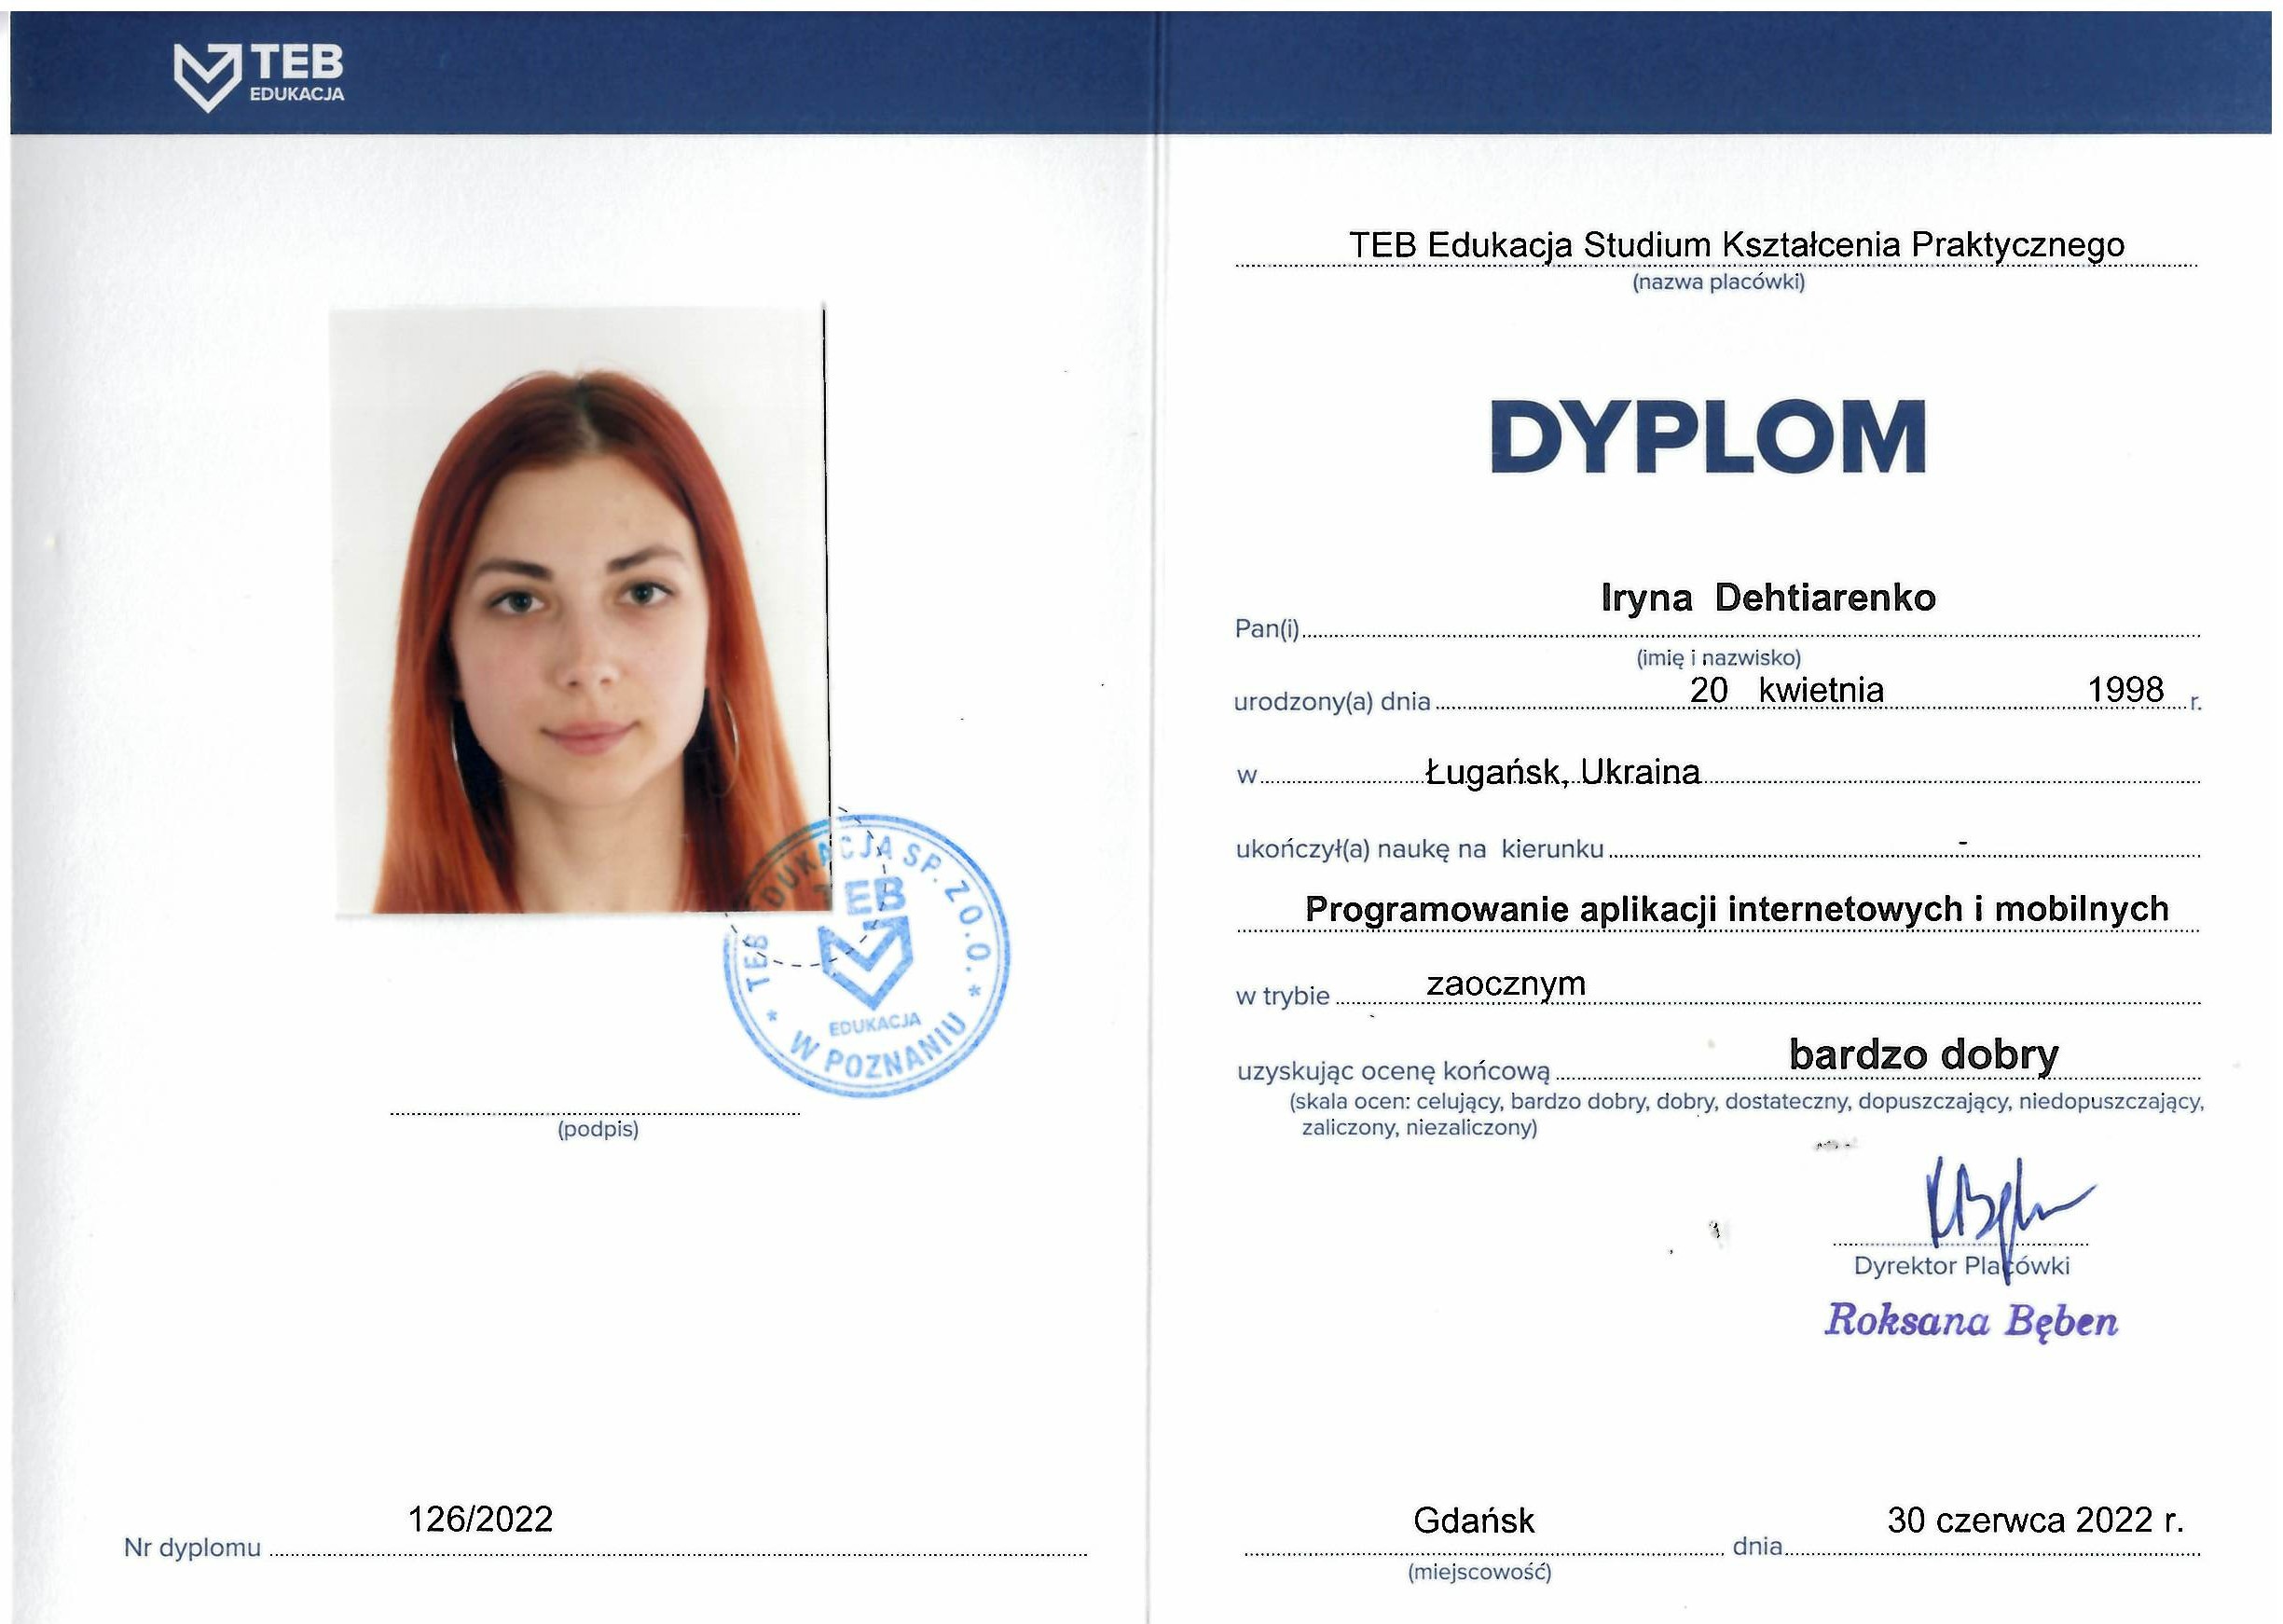 TEB
EDUKACJA
TEB EDUKACJA SP. Z O.O. * W POZNANIU *
TEB
EDUKACJA
(podpis)
126/2022
Nr dyplomu
TEB Edukacja Studium Kształcenia Praktycznego
(nazwa placówki)
DYPLOM
Iryna Dehtiarenko
Pan(i)
(imię i nazwisko)
urodzony(a) dnia 20 kwietnia 1998 r.
w Ługańsk, Ukraina
ukończył(a) naukę na kierunku -
Programowanie aplikacji internetowych i mobilnych
w trybie zaocznym
uzyskując ocenę końcową bardzo dobry
(skala ocen: celujący, bardzo dobry, dobry, dostateczny, dopuszczający, niedopuszczający,
zaliczony, niezaliczony)
Dyrektor Placówki
Roksana Bęben
Gdańsk dnia 30 czerwca 2022 r.
(miejscowość)